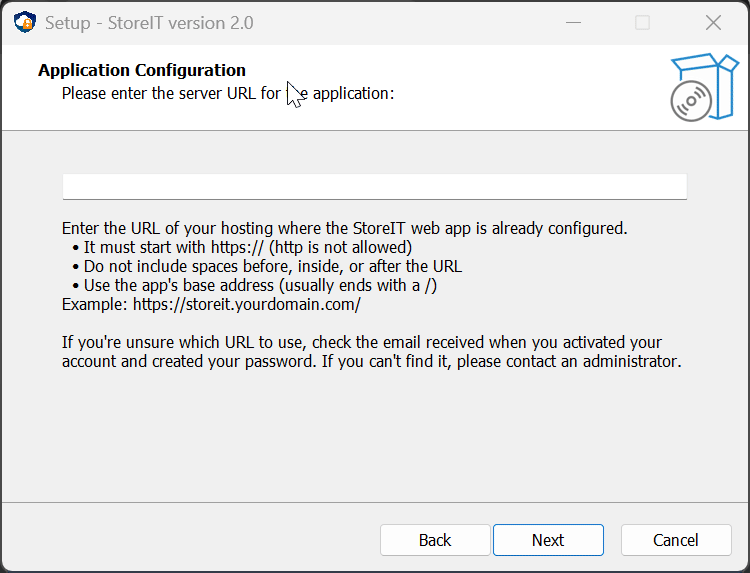 Setup - StoreIT version 2.0
Application Configuration
Please enter the server URL for the application:
Enter the URL of your hosting where the StoreIT web app is already configured.
• It must start with https:// (http is not allowed)
• Do not include spaces before, inside, or after the URL
• Use the app's base address (usually ends with a /)
Example: https://storeit.yourdomain.com/
If you're unsure which URL to use, check the email received when you activated your
account and created your password. If you can't find it, please contact an administrator.
Back
Next
Cancel